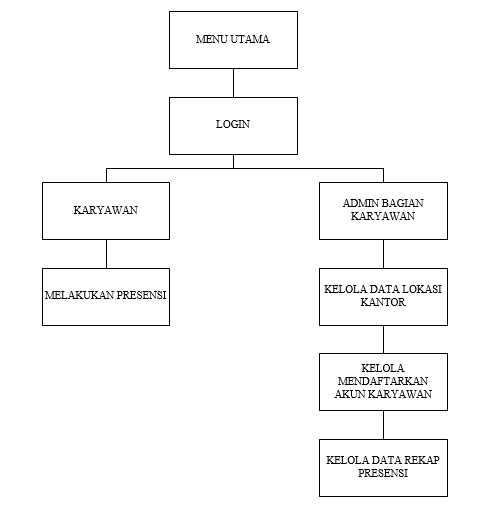 MENU UTAMA
LOGIN
KARYAWAN
ADMIN BAGIAN
KARYAWAN
MELAKUKAN PRESENSI
KELOLA DATA LOKASI
KANTOR
KELOLA
MENDAFTARKAN
AKUN KARYAWAN
KELOLA DATA REKAP
PRESENSI